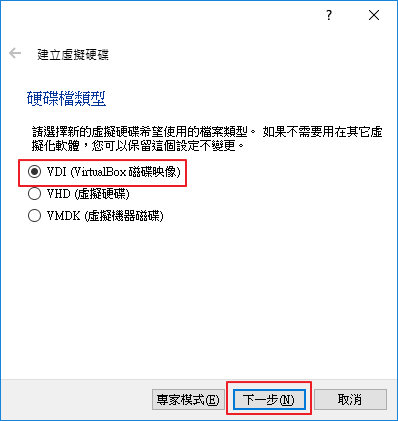 ?
建立虛擬硬碟
硬碟檔類型
請選擇新的虛擬硬碟希望使用的檔案類型。 如果不需要用在其它虛
擬化軟體，您可以保留這個設定不變更。
VDI (VirtualBox 磁碟映像)
VHD (虛擬硬碟)
VMDK (虛擬機器磁碟)
專家模式(E) 下一步(N) 取消